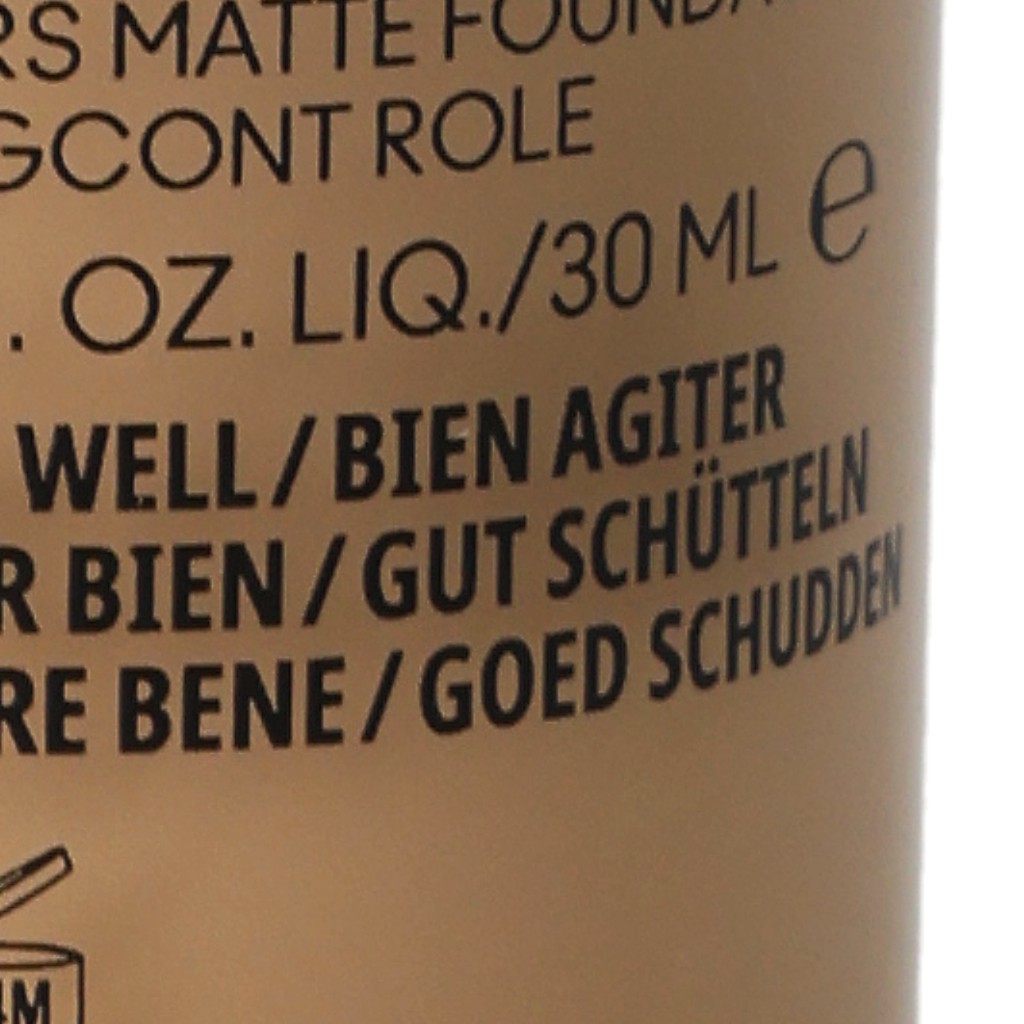 RS MATTE FOUNDA
GCONT ROLE
. OZ. LIQ./30 ML e
WELL / BIEN AGITER
R BIEN / GUT SCHÜTTELN
RE BENE / GOED SCHUDDEN
4M